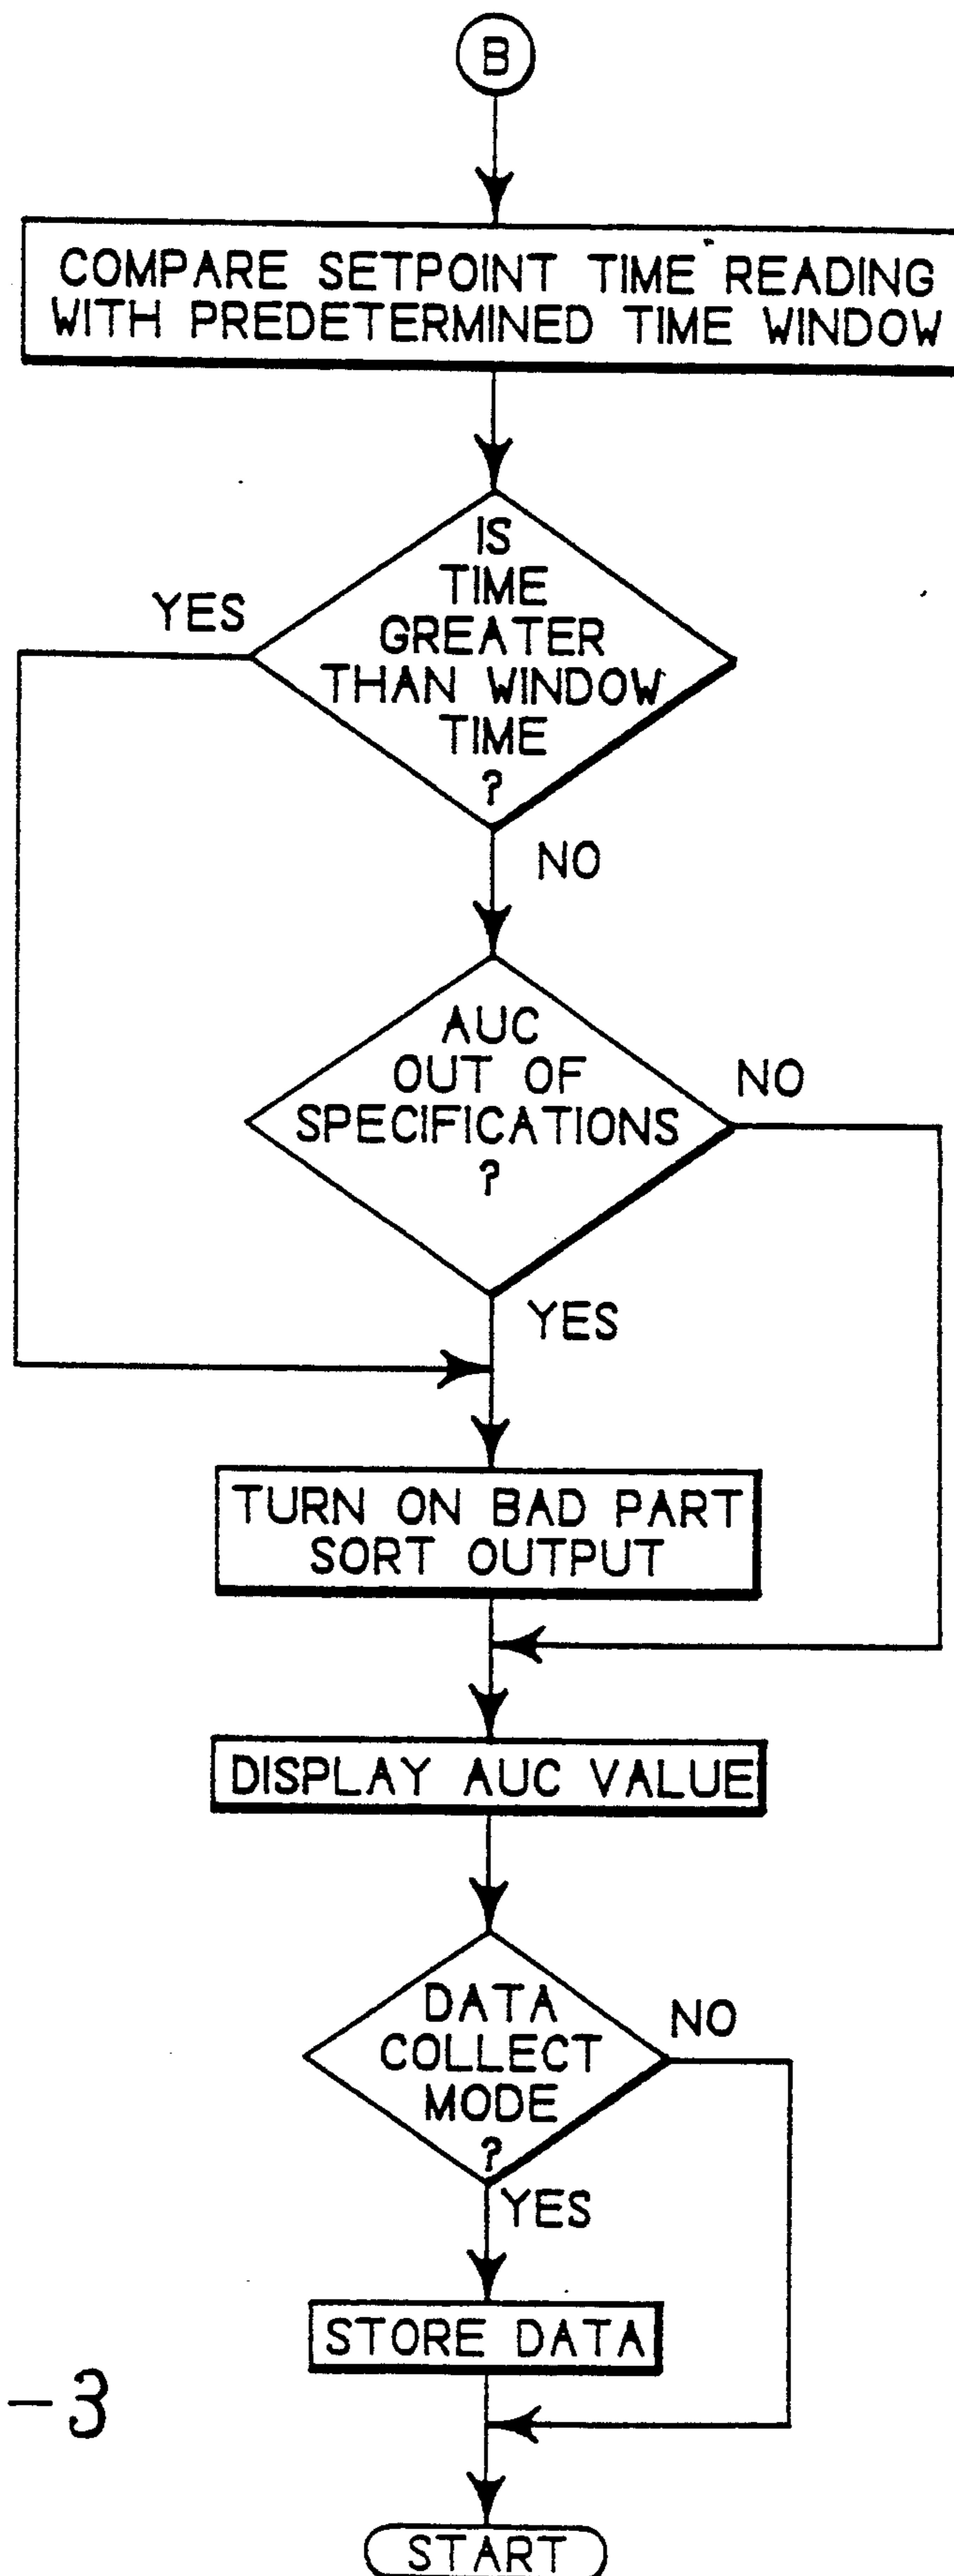 B
COMPARE SETPOINT TIME READING
WITH PREDETERMINED TIME WINDOW
IS
TIME
GREATER
THAN WINDOW
TIME
?
YES
NO
AUC
OUT OF
SPECIFICATIONS
?
NO
YES
TURN ON BAD PART
SORT OUTPUT
DISPLAY AUC VALUE
DATA
COLLECT
MODE
?
NO
YES
STORE DATA
-3
START